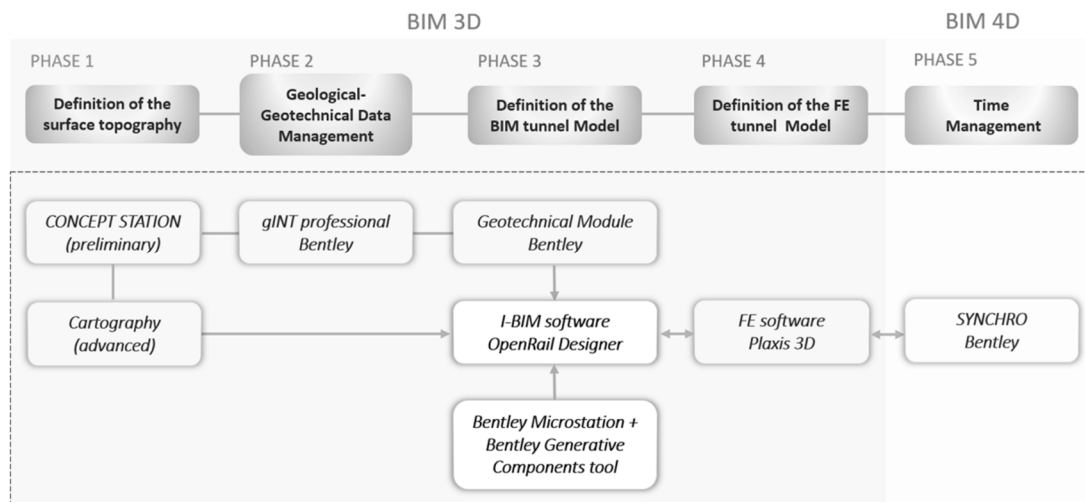 BIM 3D
BIM 4D
PHASE 1
PHASE 2
PHASE 3
PHASE 4
PHASE 5
Definition of the
surface topography
Geological-
Geotechnical Data
Management
Definition of the
BIM tunnel Model
Definition of the FE
tunnel Model
Time
Management
CONCEPT STATION
(preliminary)
gINT professional
Bentley
Geotechnical Module
Bentley
Cartography
(advanced)
I-BIM software
OpenRail Designer
FE software
Plaxis 3D
SYNCHRO
Bentley
Bentley Microstation +
Bentley Generative
Components tool